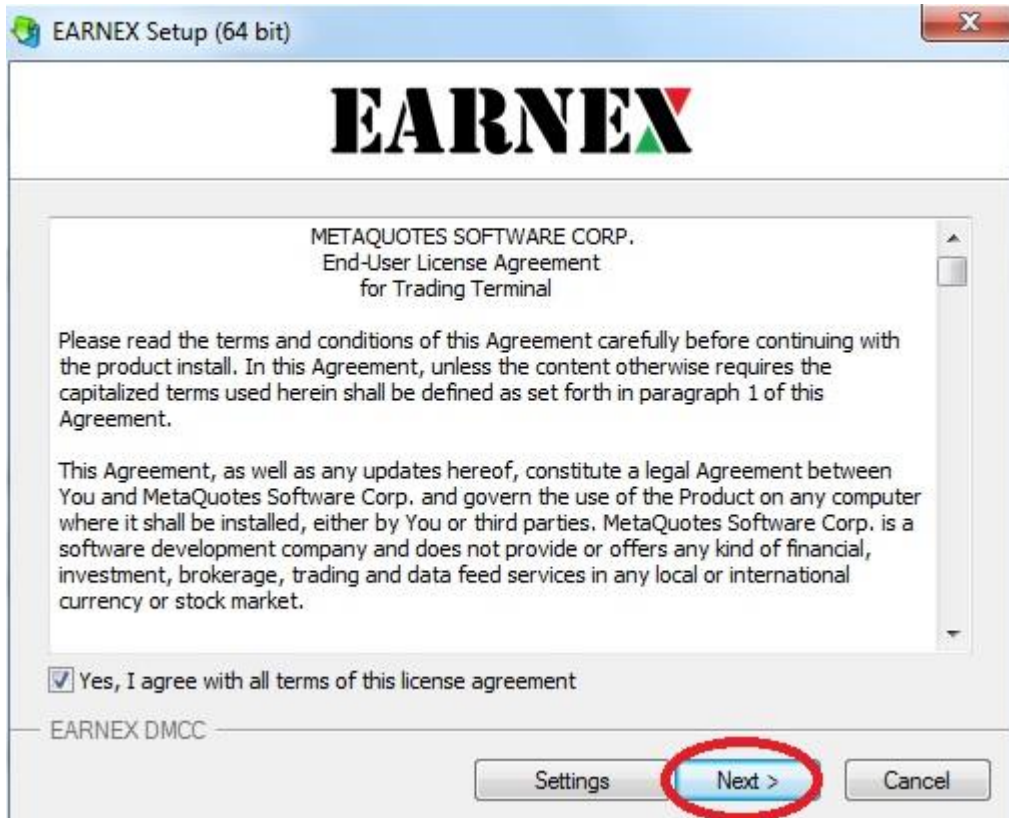 EARNEX Setup (64 bit)
EARNEX
METAQUOTES SOFTWARE CORP.
End-User License Agreement
for Trading Terminal
Please read the terms and conditions of this Agreement carefully before continuing with
the product install. In this Agreement, unless the content otherwise requires the
capitalized terms used herein shall be defined as set forth in paragraph 1 of this
Agreement.
This Agreement, as well as any updates hereof, constitute a legal Agreement between
You and MetaQuotes Software Corp. and govern the use of the Product on any computer
where it shall be installed, either by You or third parties. MetaQuotes Software Corp. is a
software development company and does not provide or offers any kind of financial,
investment, brokerage, trading and data feed services in any local or international
currency or stock market.
Yes, I agree with all terms of this license agreement
EARNEX DMCC
Settings Next > Cancel